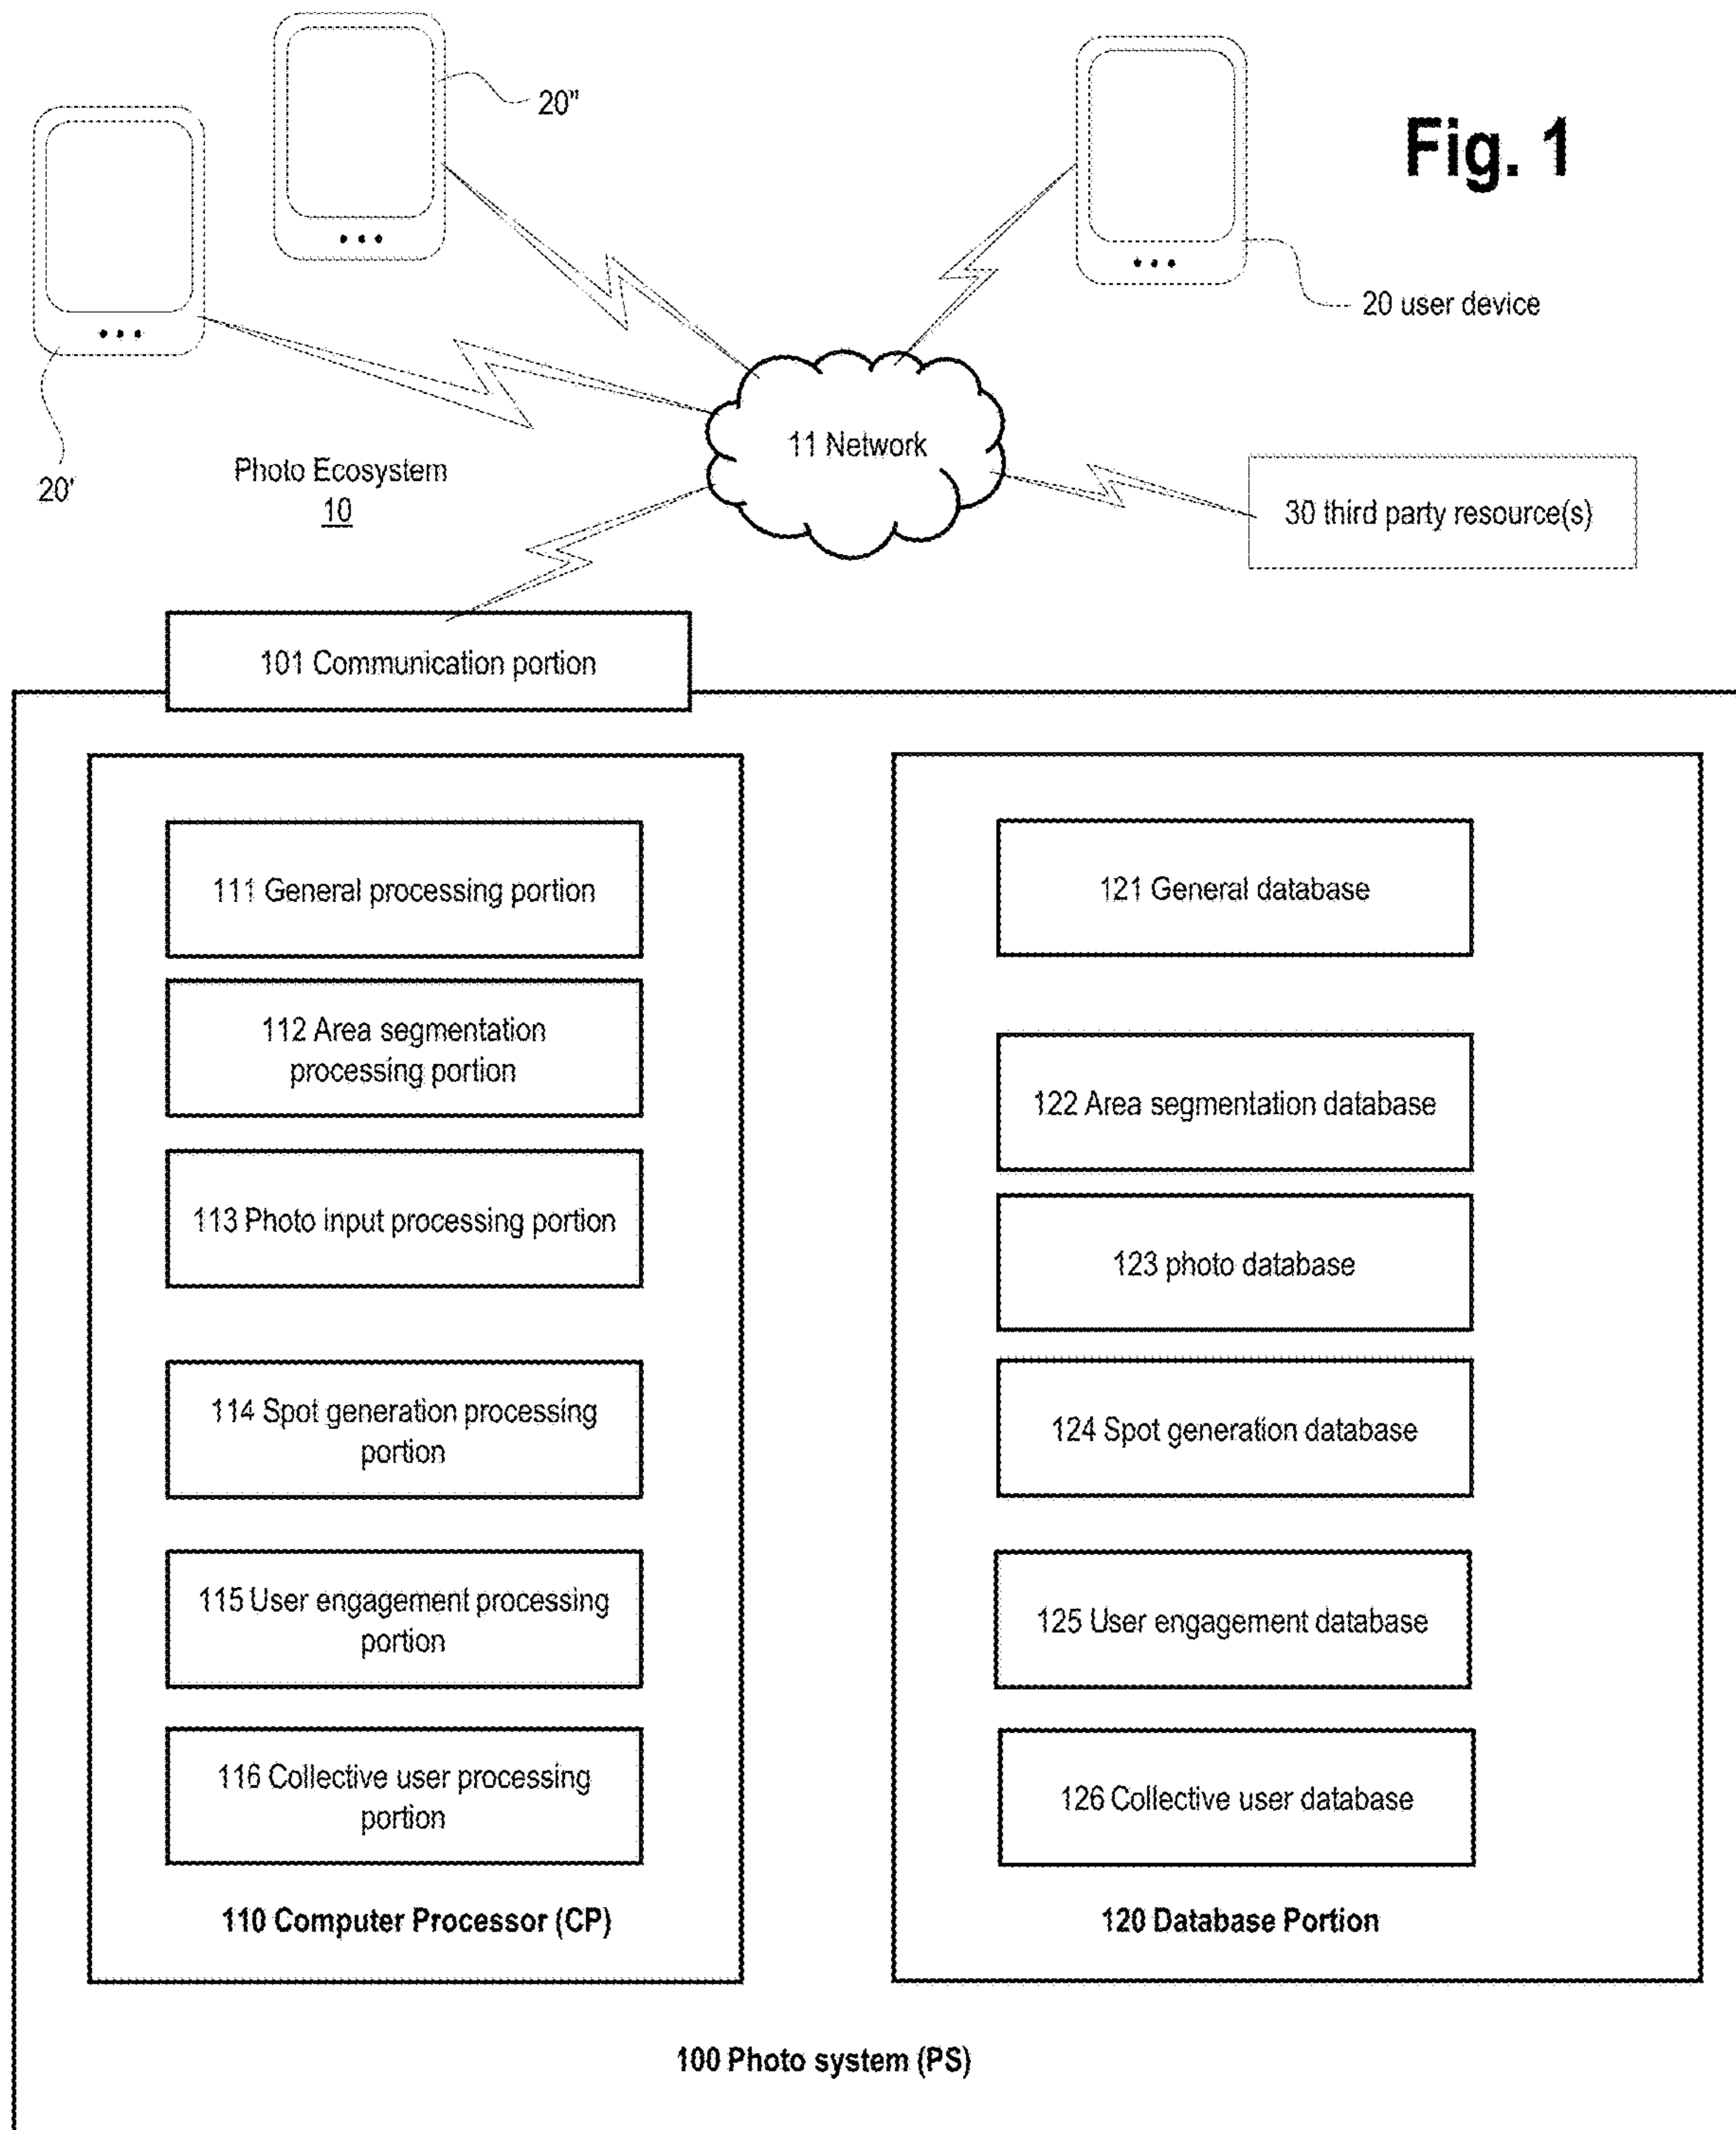 20"
Fig. 1
20 user device
11 Network
20'
Photo Ecosystem
10
30 third party resource(s)
101 Communication portion
111 General processing portion
112 Area segmentation
processing portion
113 Photo input processing portion
114 Spot generation processing
portion
115 User engagement processing
portion
116 Collective user processing
portion
110 Computer Processor (CP)
121 General database
122 Area segmentation database
123 photo database
124 Spot generation database
125 User engagement database
126 Collective user database
120 Database Portion
100 Photo system (PS)